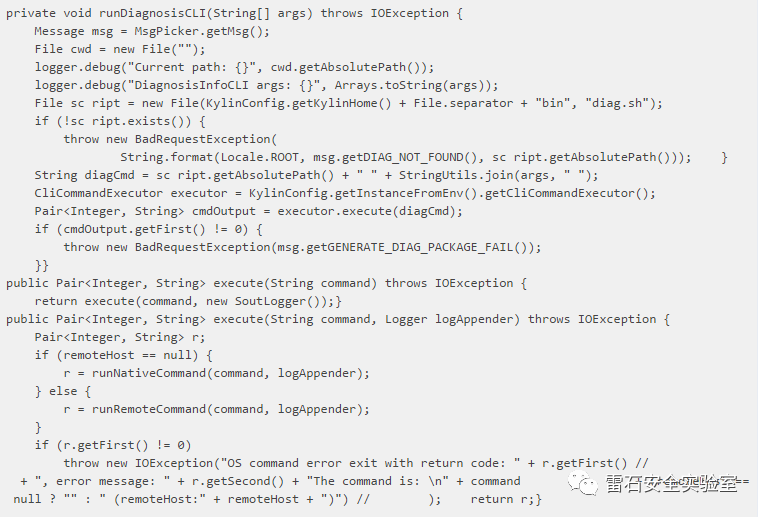 private void runDiagnosisCLI(String[] args) throws IOException {
    Message msg = MsgPicker.getMsg();
    File cwd = new File("");
    logger.debug("Current path: {}", cwd.getAbsolutePath());
    logger.debug("DiagnosisInfoCLI args: {}", Arrays.toString(args));
    File sc ript = new File(KylinConfig.getKylinHome() + File.separator + "bin", "diag.sh");
    if (!sc ript.exists()) {
        throw new BadRequestException(
                String.format(Locale.ROOT, msg.getDIAG_NOT_FOUND(), sc ript.getAbsolutePath()));    }
    String diagCmd = sc ript.getAbsolutePath() + " " + StringUtils.join(args, " ");
    CliCommandExecutor executor = KylinConfig.getInstanceFromEnv().getCliCommandExecutor();
    Pair<Integer, String> cmdOutput = executor.execute(diagCmd);
    if (cmdOutput.getFirst() != 0) {
        throw new BadRequestException(msg.getGENERATE_DIAG_PACKAGE_FAIL());
    }}
public Pair<Integer, String> execute(String command) throws IOException {
    return execute(command, new SoutLogger());}
public Pair<Integer, String> execute(String command, Logger logAppender) throws IOException {
    Pair<Integer, String> r;
    if (remoteHost == null) {
        r = runNativeCommand(command, logAppender);
    } else {
        r = runRemoteCommand(command, logAppender);
    }
    if (r.getFirst() != 0)
        throw new IOException("OS command error exit with return code: " + r.getFirst() //
  + ", error message: " + r.getSecond() + "The command is: \n" + command ==
 null ? "" : " (remoteHost:" + remoteHost + ")") //        );    return r;}
雷石安全实验室